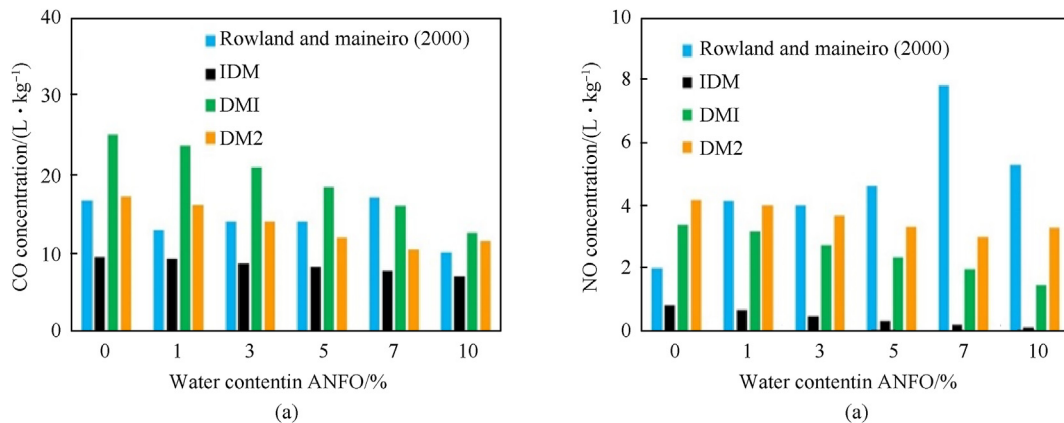 40
30
20
10
0
CO concentration/(L·kg⁻¹)
Rowland and maineiro (2000)
IDM
DMI
DM2
0 1 3 5 7 10
Water contentin ANFO/%
(a)
10
8
6
4
2
0
NO concentration/(L·kg⁻¹)
Rowland and maineiro (2000)
IDM
DMI
DM2
0 1 3 5 7 10
Water contentin ANFO/%
(a)